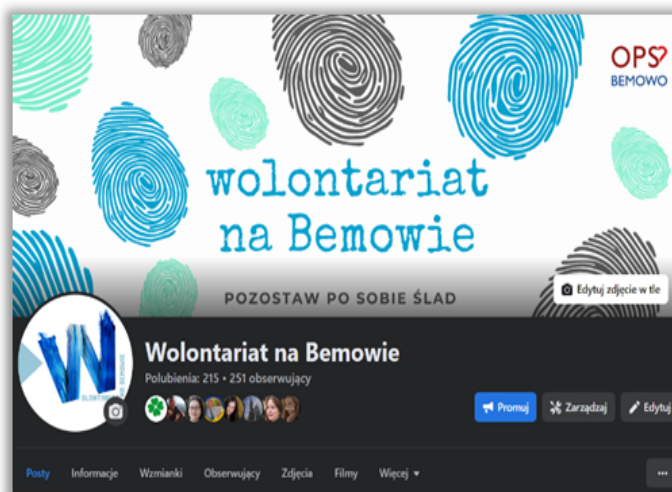 OPS
BEMOWO
wolontariat
na Bemowie
POZOSTAW PO SOBIE ŚLAD
Edytuj zdjęcie w tle
W
Wolontariat na Bemowie
Polubienia: 215 • 251 obserwujący
Promuj
Zarządzaj
Edytuj
Posty
Informacje
Wzmianki
Obserwujący
Zdjęcia
Filmy
Więcej